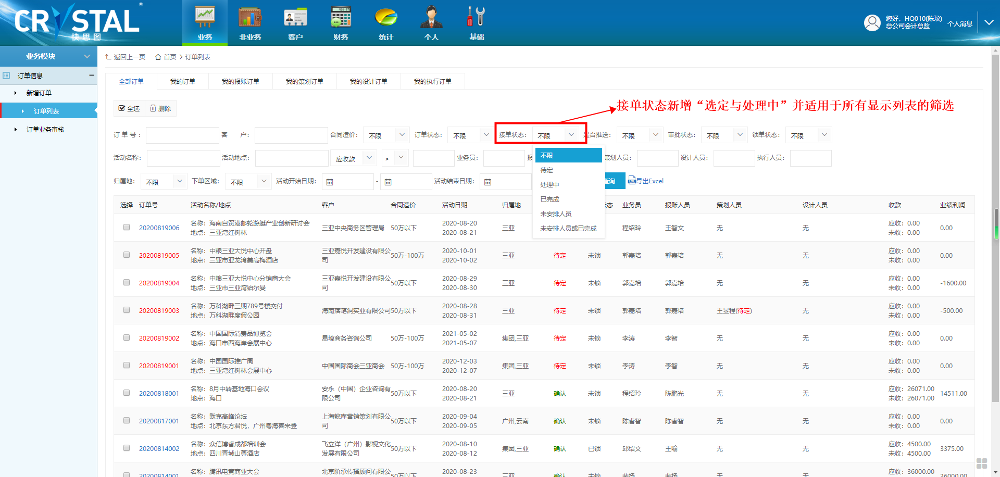 CRYSTAL ®
快思图
业务
非业务
客户
财务
统计
个人
基础
您好，HQ010(陈玟)
总公司会计总监
个人消息
业务模块
订单信息
新增订单
订单列表
订单业务审核
返回上一页 首页 > 订单列表
全部订单 我的订单 我的报账订单 我的策划订单 我的设计订单 我的执行订单
全选 删除
接单状态新增“选定与处理中”并适用于所有显示列表的筛选
订 单 号： 客 户： 合同造价： 不限 订单状态： 不限 接单状态： 不限 是否推送： 不限 审批状态： 不限 锁单状态： 不限
活动名称： 活动地点： 应收款 > 业务员： 报 策划人员： 设计人员： 执行人员：
归属地： 不限 下单区域： 不限 活动开始日期： - 活动结束日期： 查询 导出Excel
不限
待定
处理中
已完成
未安排人员
未安排人员或已完成
选择 订单号 活动名称/地点 客户 合同造价 活动日期 归属地 状态 业务员 报账人员 策划人员 设计人员 收款 业绩利润
20200819006 名称：海南自贸港邮轮游艇产业创新研讨会 三亚中央商务区管理局 50万以下 2020-08-20 三亚 程绍玲 王智文 无 无 应收：0.00 0.00
地点：三亚湾红树林 2020-08-21 未收：0.00
20200819005 名称：中粮三亚大悦中心开盘 三亚嘉悦开发建设有限公 50万-100万 2020-10-01 三亚 待定 未锁 郭嘉培 郭嘉培 无 无 应收：0.00 0.00
地点：三亚市亚龙湾美高梅酒店 司 2020-10-02 未收：0.00
20200819004 名称：中粮三亚大悦中心分销商大会 三亚嘉悦开发建设有限公 50万以下 2020-08-29 三亚 待定 未锁 郭嘉培 郭嘉培 无 无 应收：0.00 -1600.00
地点：三亚市三亚湾铂尔曼 司 2020-08-30 未收：0.00
20200819003 名称：万科湖畔三期789号楼交付 海南落笔洞实业有限公司 50万以下 2020-08-28 三亚 待定 未锁 郭嘉培 郭嘉培 王昱程(待定) 无 应收：0.00 -500.00
地点：万科湖畔度假公园 2020-08-31 未收：0.00
20200819002 名称：中国国际消费品博览会 易境商务咨询公司 50万-100万 2021-05-02 集团,三亚 待定 未锁 李涛 李智 无 无 应收：0.00 0.00
地点：海口市西海岸会展中心 2021-05-07 未收：0.00
20200819001 名称：中国国际推广周 中国国际商会三亚商会 50万-100万 2020-12-03 集团,三亚 待定 未锁 李涛 李智 无 无 应收：0.00 0.00
地点：三亚湾红树林会展中心 2020-12-07 未收：0.00
20200818001 名称：8月中转基地海口会议 安永（中国）企业咨询有 50万以下 2020-08-20 三亚 确认 未锁 程绍玲 陈鹏光 无 无 应收：26071.00 14511.00
地点：海口 限公司 2020-08-21 未收：26071.00
20200817001 名称：默克高峰论坛 上海懿库营销策划有限公 50万以下 2020-09-04 广州,云南 确认 未锁 陈睿智 陈睿智 无 无 应收：0.00 0.00
地点：北京东方君悦，广州粤海喜来登 司 2020-09-05 未收：0.00
20200814002 名称：众信博睿成都培训会 飞立洋（广州）影视文化 50万以下 2020-08-10 集团,三亚 确认 已锁 邱绍文 王喻 无 无 应收：4500.00 3375.00
地点：四川青城山尊酒店 发展有限公司 2020-08-12 未收：4500.00
20200814001 名称：腾讯电竞商业大会 北京阶承传播顾问有限公 50万以下 2020-08-23 三亚 确认 未锁 裴扬 裴扬 无 无 应收：36000.00 36000.00